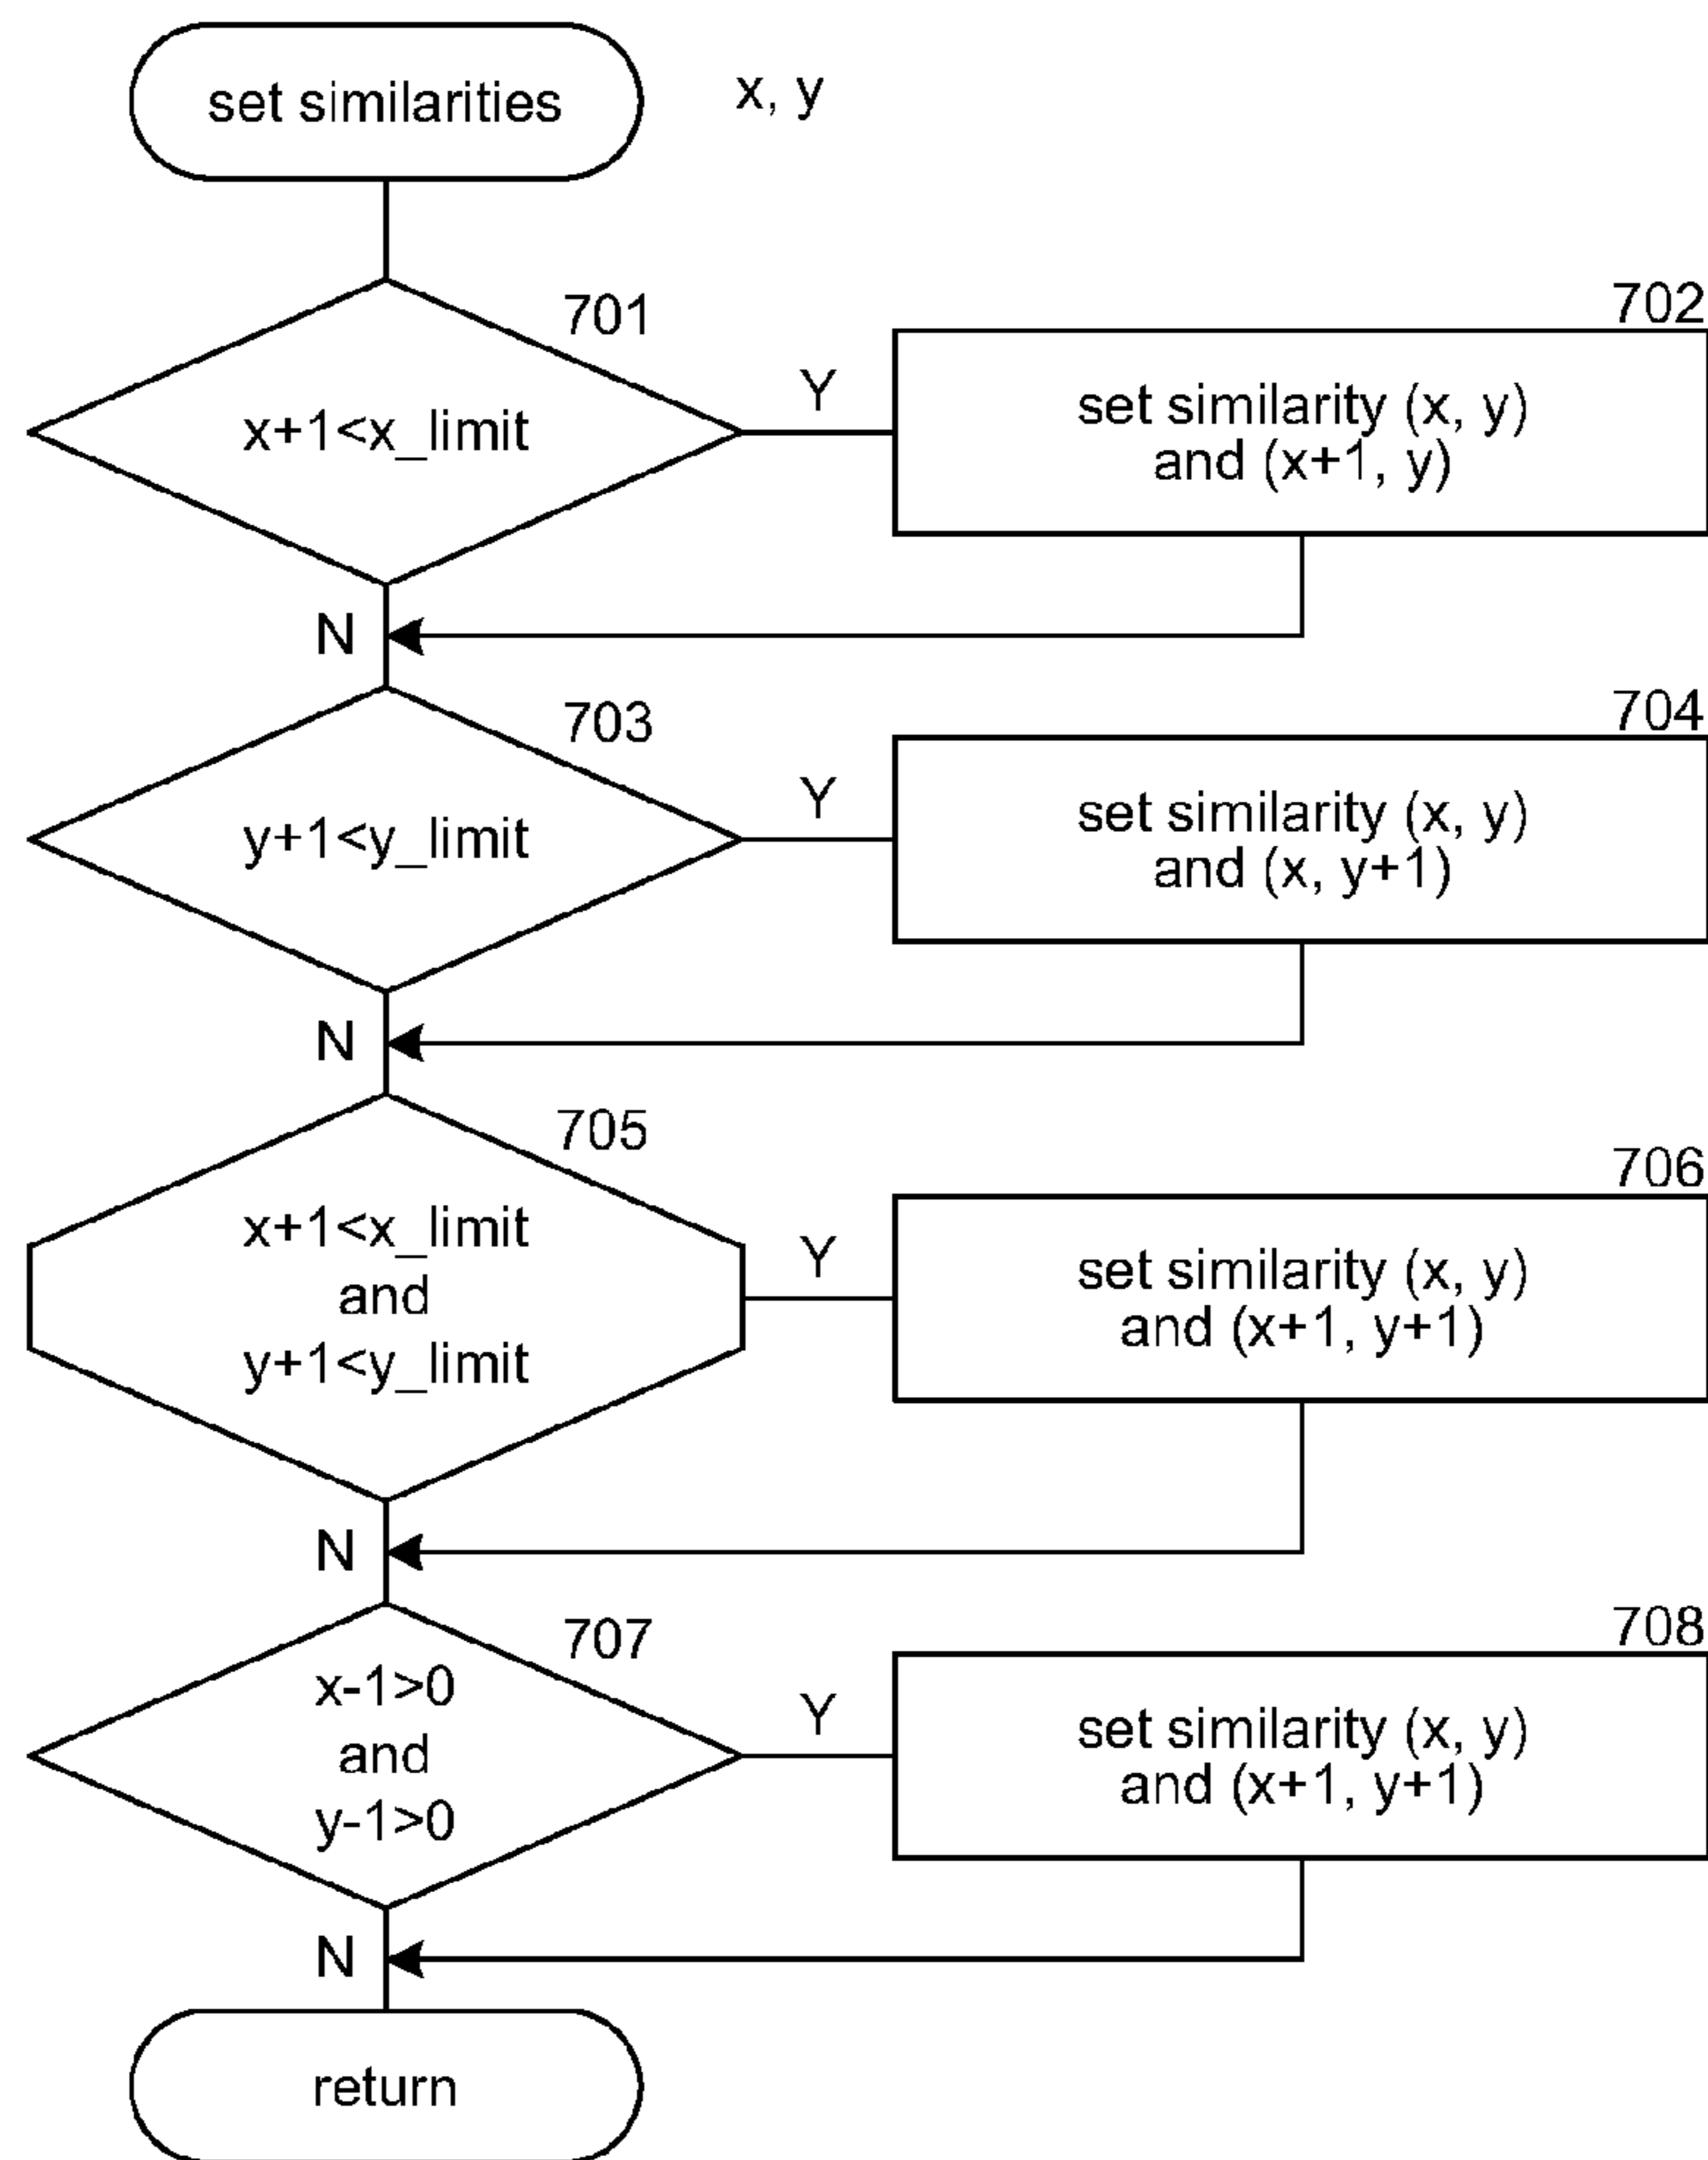 set similarities
x, y
701
x+1<x_limit
Y
702
set similarity (x, y)
and (x+1, y)
N
703
y+1<y_limit
Y
704
set similarity (x, y)
and (x, y+1)
N
705
x+1<x_limit
and
y+1<y_limit
Y
706
set similarity (x, y)
and (x+1, y+1)
N
707
x-1>0
and
y-1>0
Y
708
set similarity (x, y)
and (x+1, y+1)
N
return